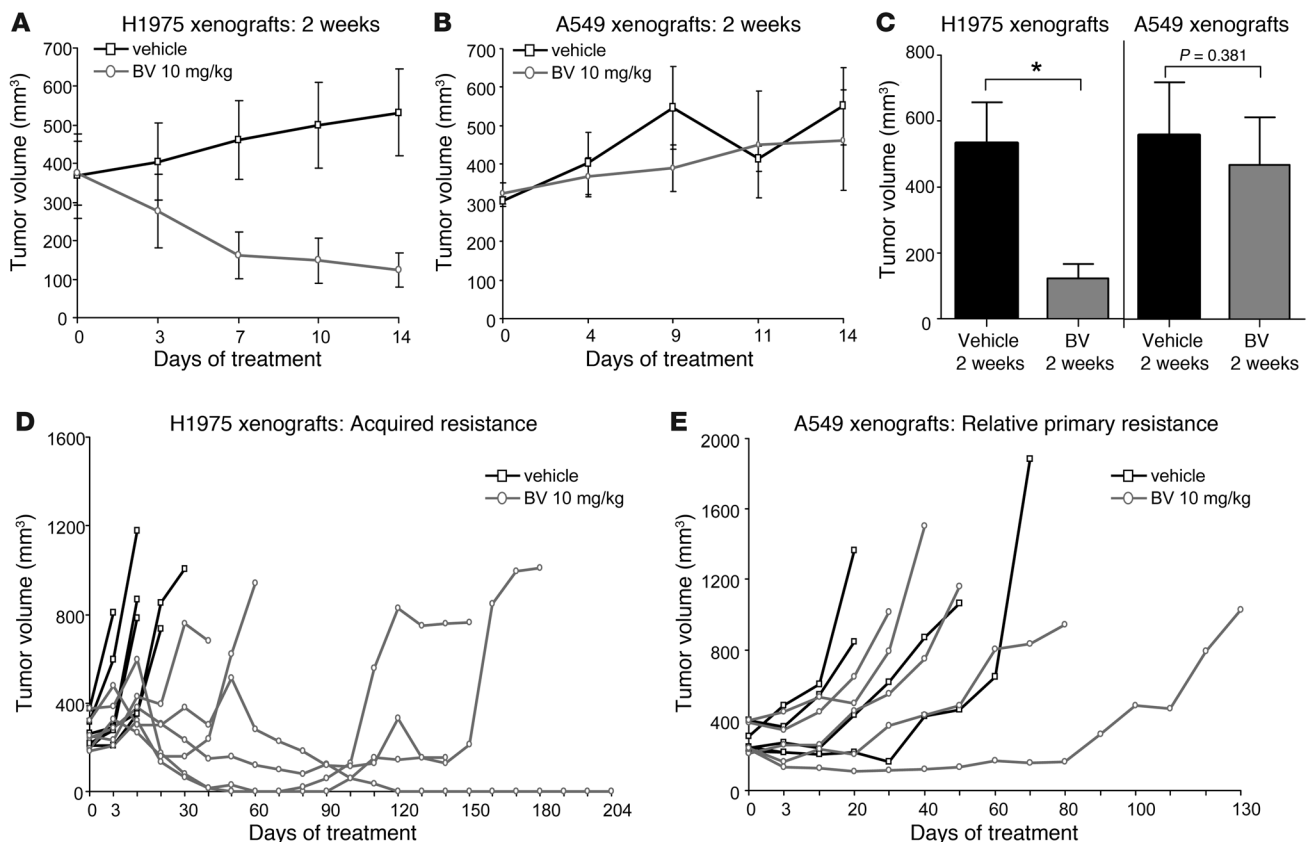 A
H1975 xenografts: 2 weeks
vehicle
BV 10 mg/kg
Tumor volume (mm³)
700
600
500
400
300
200
100
0
0 3 7 10 14
Days of treatment
B
A549 xenografts: 2 weeks
vehicle
BV 10 mg/kg
Tumor volume (mm³)
700
600
500
400
300
200
100
0
0 4 9 11 14
Days of treatment
C
H1975 xenografts A549 xenografts
Tumor volume (mm³)
800
600
400
200
0
*
P = 0.381
Vehicle BV Vehicle BV
2 weeks 2 weeks 2 weeks 2 weeks
D
H1975 xenografts: Acquired resistance
vehicle
BV 10 mg/kg
Tumor volume (mm³)
1600
1200
800
400
0
0 3 30 60 90 120 150 180 204
Days of treatment
E
A549 xenografts: Relative primary resistance
vehicle
BV 10 mg/kg
Tumor volume (mm³)
2000
1600
1200
800
400
0
0 3 20 40 60 80 100 130
Days of treatment